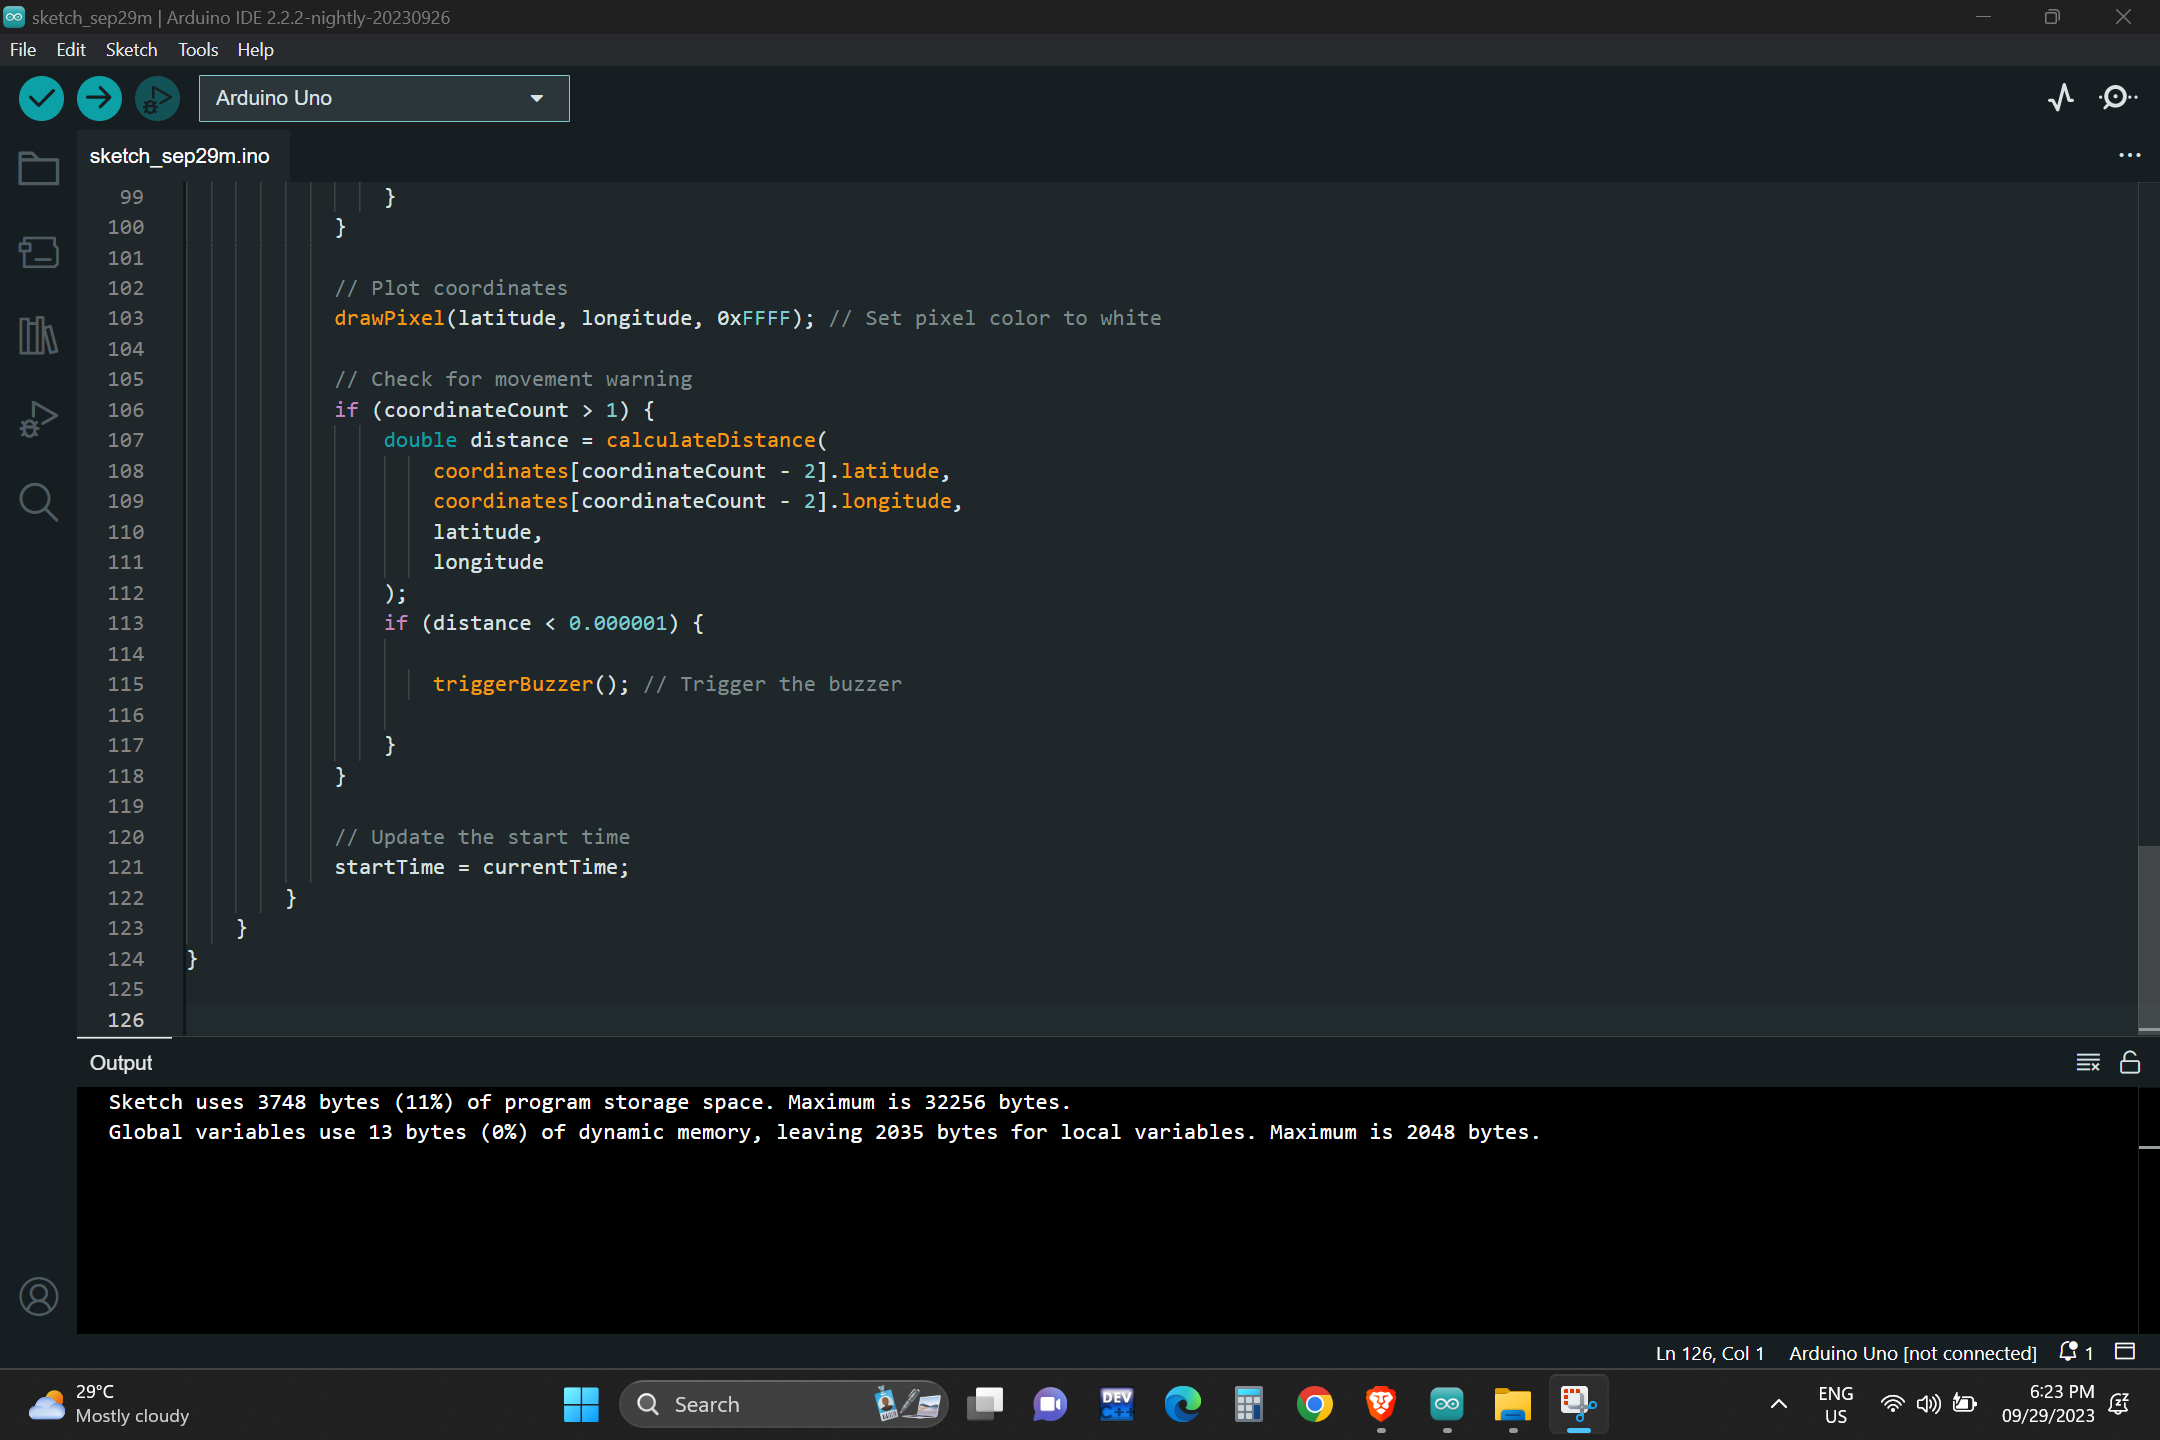 sketch_sep29m | Arduino IDE 2.2.2-nightly-20230926
File Edit Sketch Tools Help
Arduino Uno
sketch_sep29m.ino
99 }
100 }
101
102 // Plot coordinates
103 drawPixel(latitude, longitude, 0xFFFF); // Set pixel color to white
104
105 // Check for movement warning
106 if (coordinateCount > 1) {
107 double distance = calculateDistance(
108 coordinates[coordinateCount - 2].latitude,
109 coordinates[coordinateCount - 2].longitude,
110 latitude,
111 longitude
112 );
113 if (distance < 0.000001) {
114
115 triggerBuzzer(); // Trigger the buzzer
116
117 }
118 }
119
120 // Update the start time
121 startTime = currentTime;
122 }
123 }
124 }
125
126
Output
Sketch uses 3748 bytes (11%) of program storage space. Maximum is 32256 bytes.
Global variables use 13 bytes (0%) of dynamic memory, leaving 2035 bytes for local variables. Maximum is 2048 bytes.
Ln 126, Col 1 Arduino Uno [not connected] 1
29°C
Mostly cloudy
Search
DEV
C++
ENG
US
6:23 PM
09/29/2023